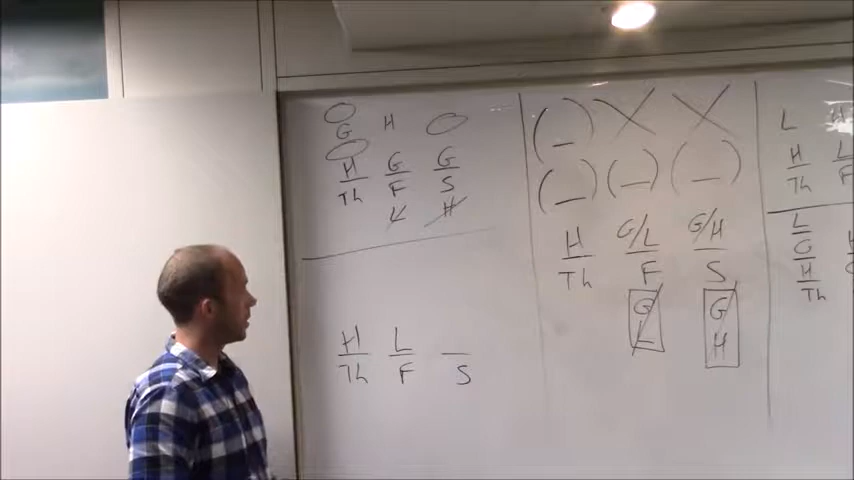 G H
H G G
Th F S
L H
H L F
H L
Th F S
( _ ) X X
( _ ) ( _ ) ( _ )
H G/L G/H
Th F S
G G
L H
L H
H L
Th F
L
G H
H G
Th